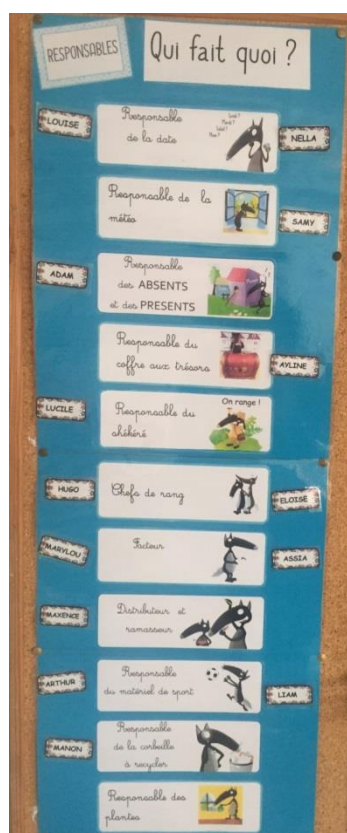 RESPONSABLES
Qui fait quoi ?
LOUISE
Responsable
de la date
NELLA
Responsable de la
météo
SAMY
ADAM
Responsable
des ABSENTS
et des PRESENTS
Responsable du
coffre aux trésors
AYLINE
LUCILE
Responsable du
On range !
HUGO
Chefs de rang
ELOISE
MARYLOU
Facteur
ASSIA
MAXENCE
Distributeur et
ramasseur
ARTHUR
Responsable
du matériel de sport
LIAM
MANON
Responsable
de la corbeille
à recycler
Responsable des
plantes